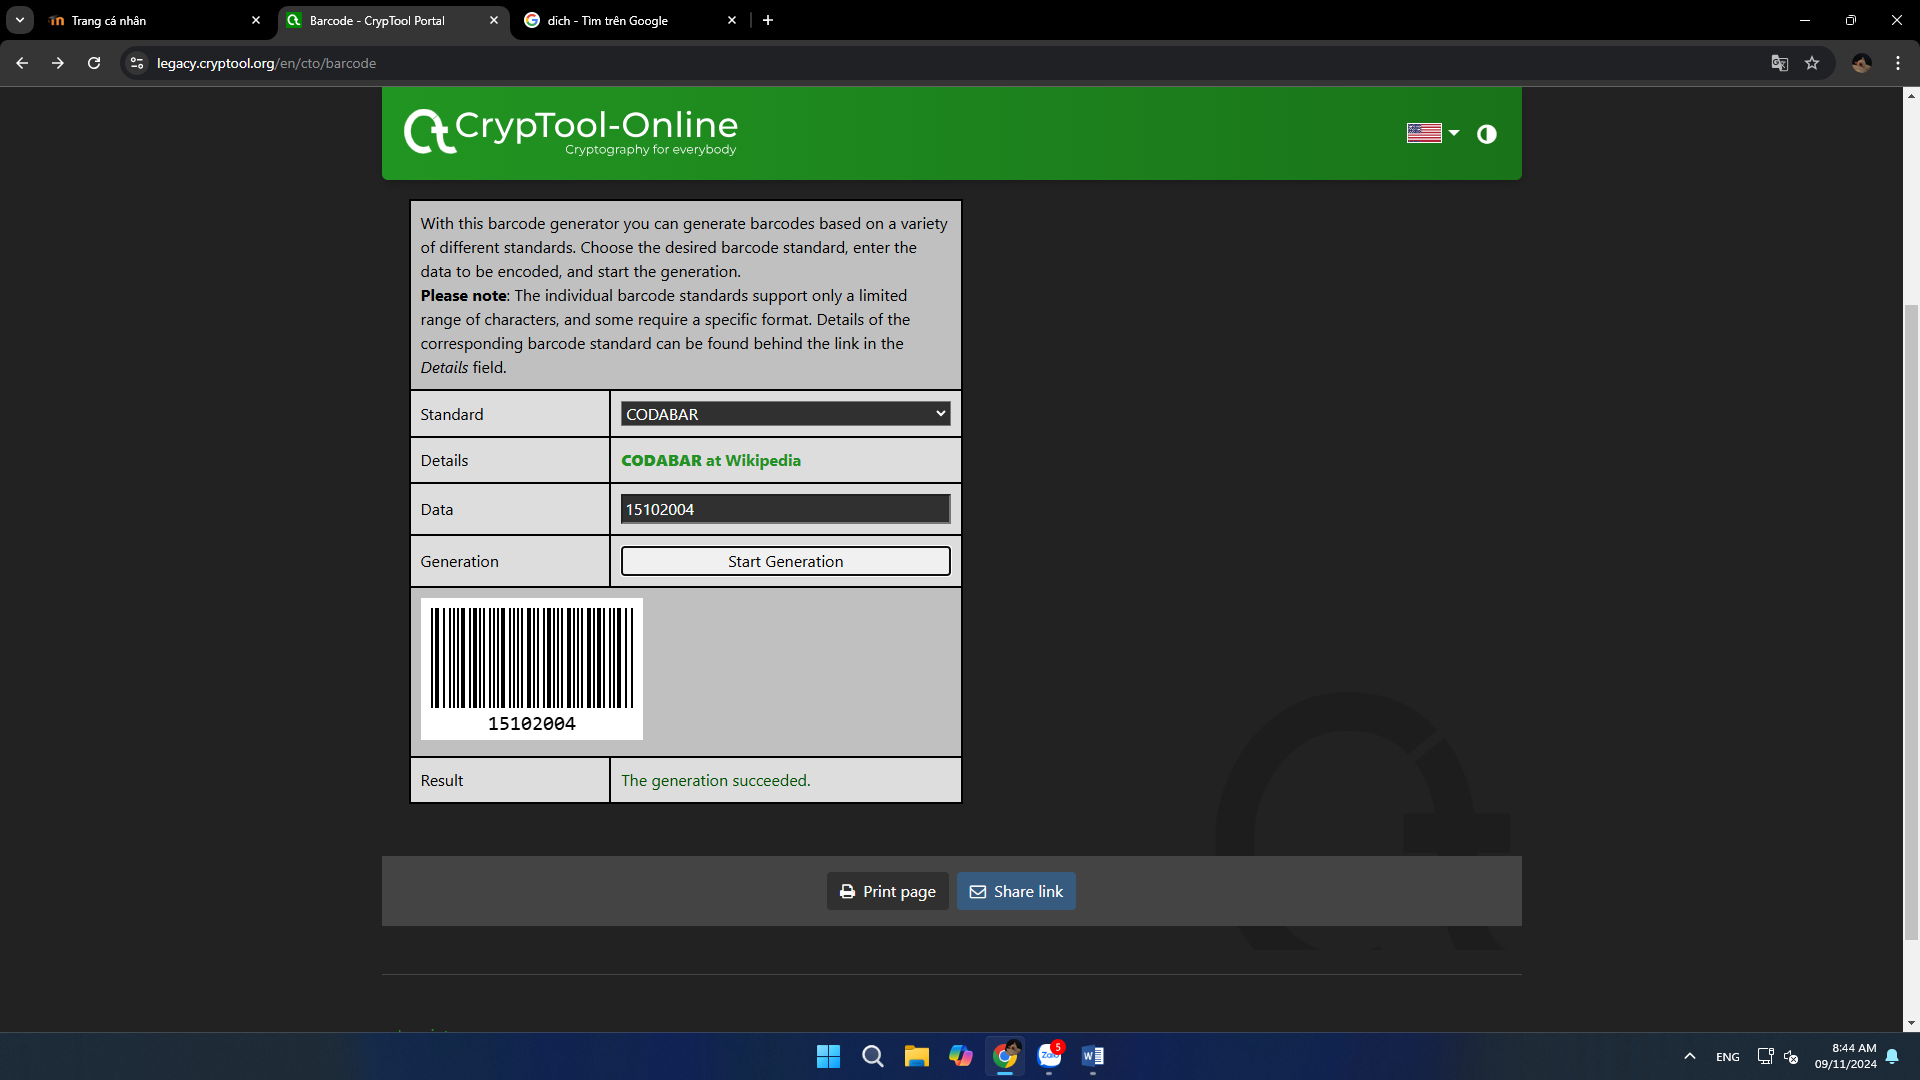 Trang cá nhân
Barcode - CrypTool Portal
dich - Tìm trên Google
legacy.cryptool.org/en/cto/barcode
CrypTool-Online
Cryptography for everybody
With this barcode generator you can generate barcodes based on a variety
of different standards. Choose the desired barcode standard, enter the
data to be encoded, and start the generation.
Please note: The individual barcode standards support only a limited
range of characters, and some require a specific format. Details of the
corresponding barcode standard can be found behind the link in the
Details field.
Standard
CODABAR
Details
CODABAR at Wikipedia
Data
15102004
Generation
Start Generation
15102004
Result
The generation succeeded.
Print page
Share link
Zalo
5
ENG
8:44 AM
09/11/2024